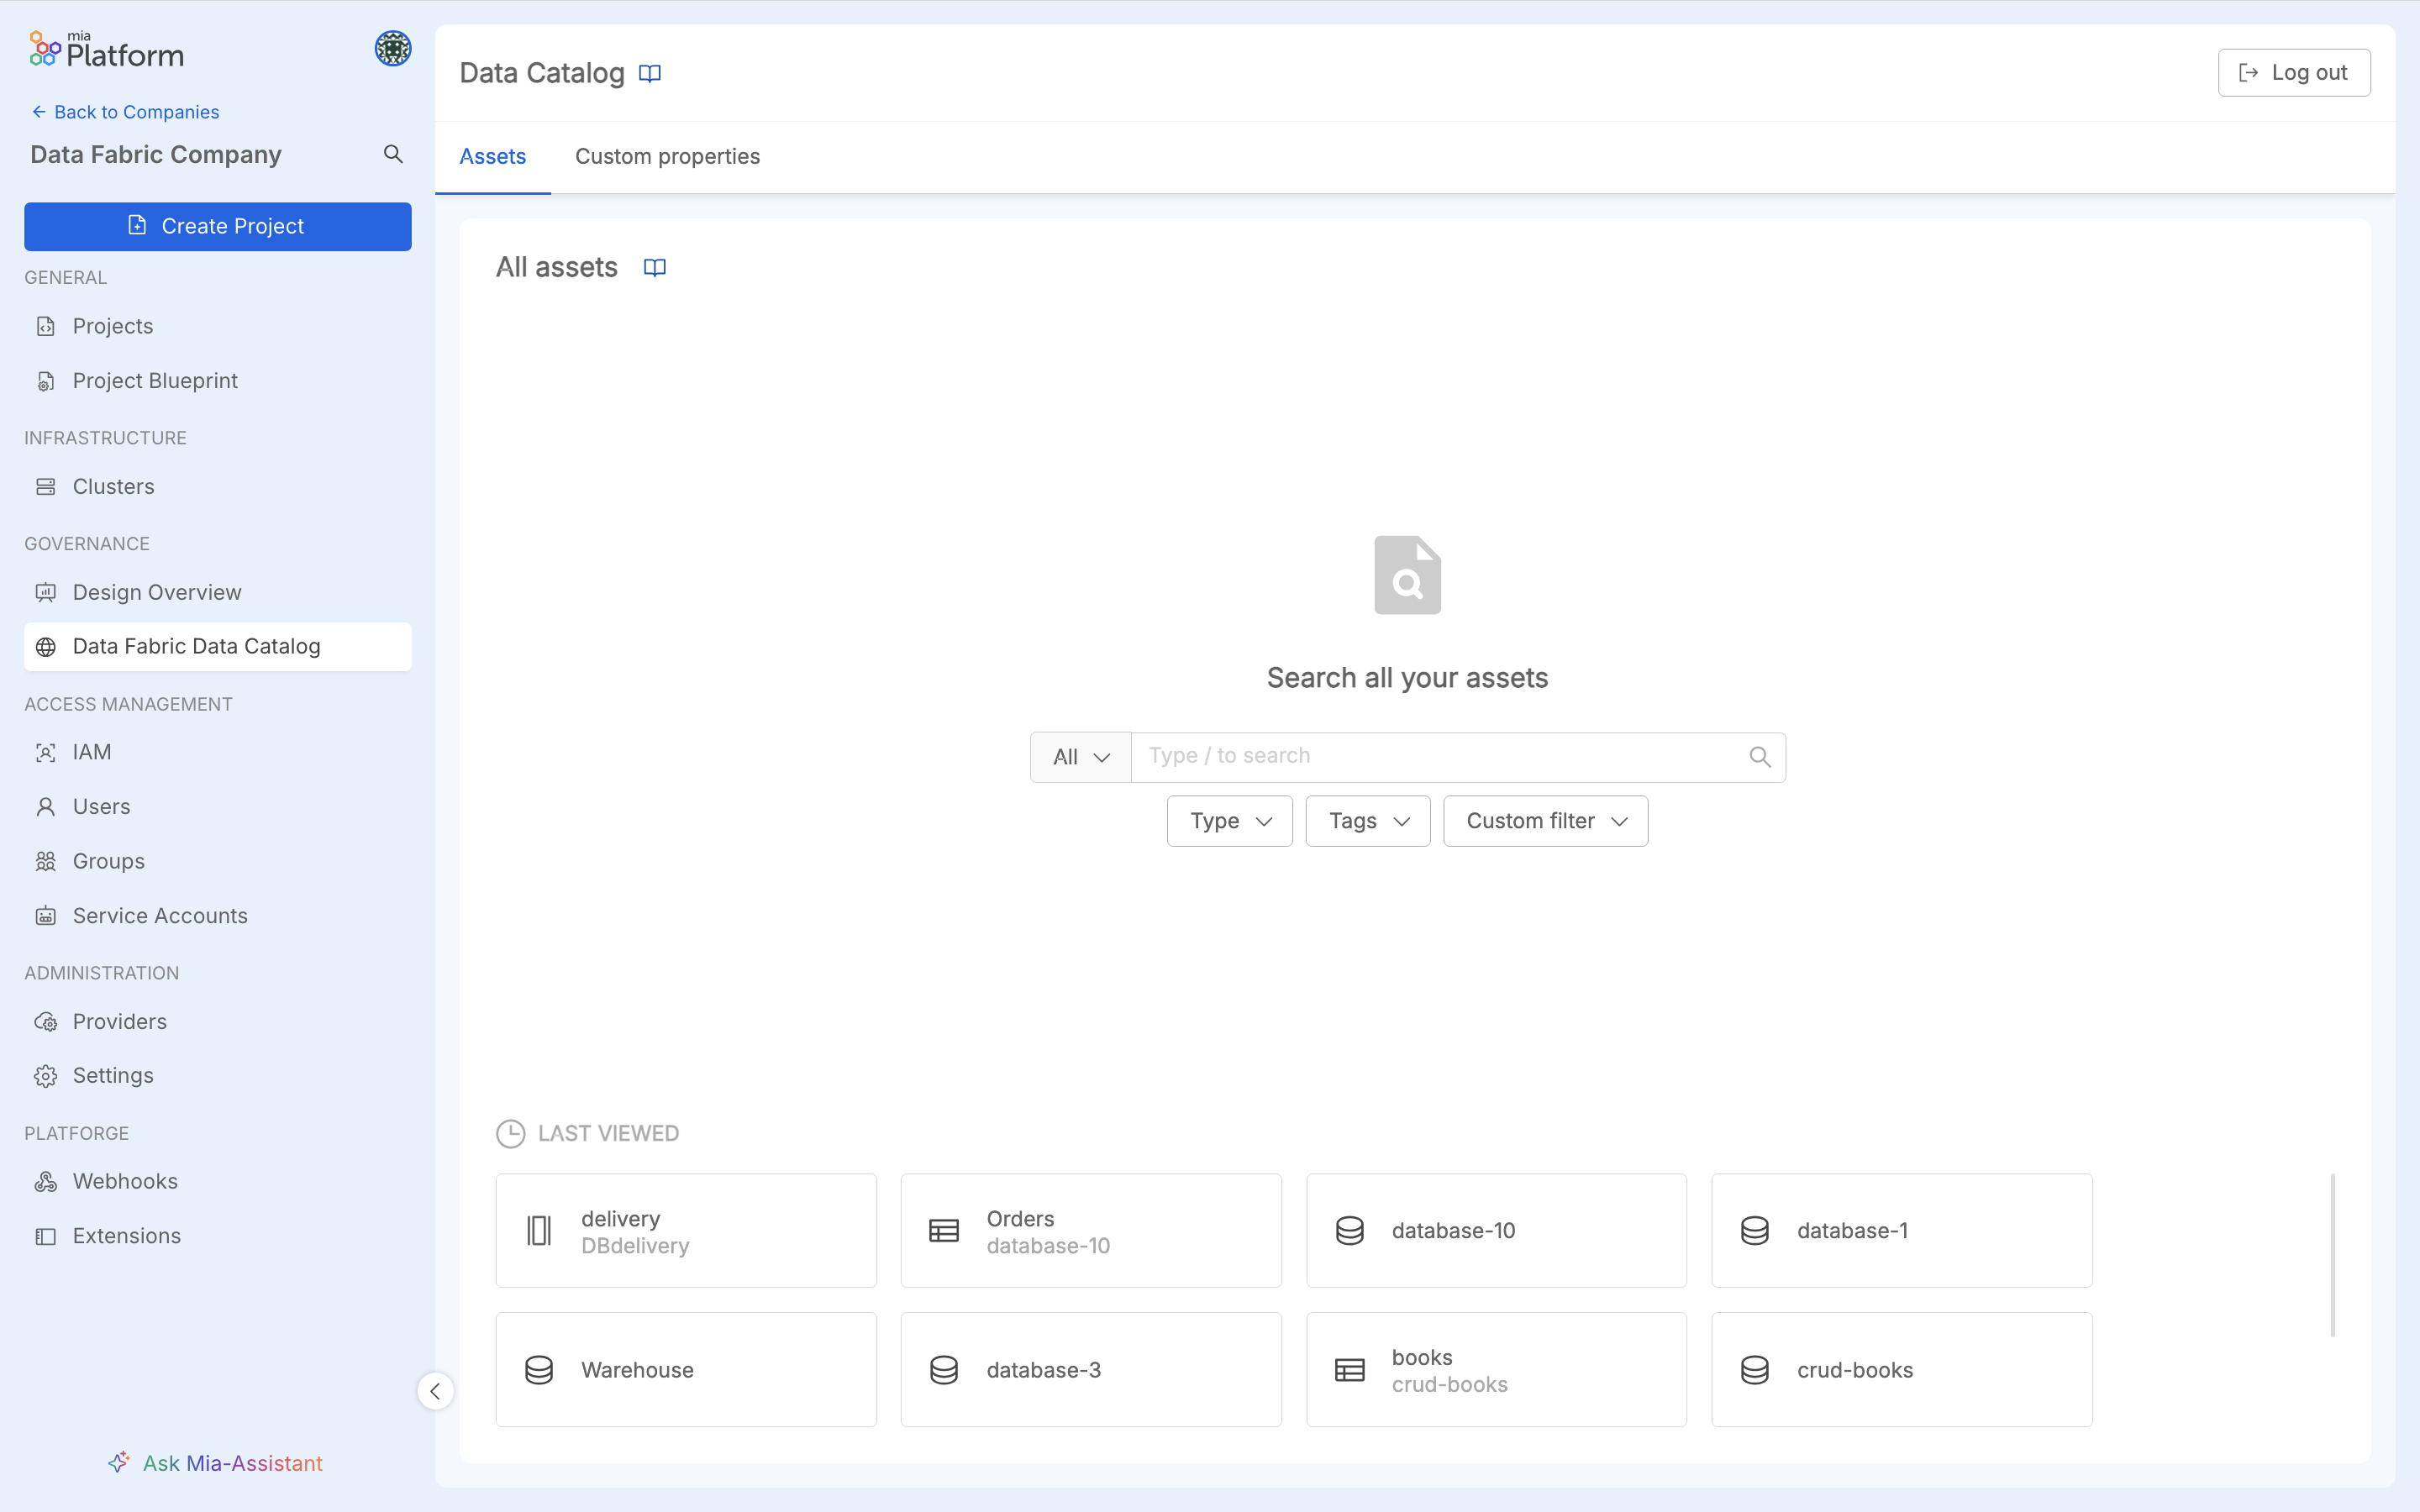 mia
Platform
Back to Companies
Data Fabric Company
Create Project
GENERAL
Projects
Project Blueprint
INFRASTRUCTURE
Clusters
GOVERNANCE
Design Overview
Data Fabric Data Catalog
ACCESS MANAGEMENT
IAM
Users
Groups
Service Accounts
ADMINISTRATION
Providers
Settings
PLATFORGE
Webhooks
Extensions
Ask Mia-Assistant
Data Catalog
Log out
Assets
Custom properties
All assets
Search all your assets
All
Type / to search
Type
Tags
Custom filter
LAST VIEWED
delivery
DBdelivery
Orders
database-10
database-10
database-1
Warehouse
database-3
books
crud-books
crud-books